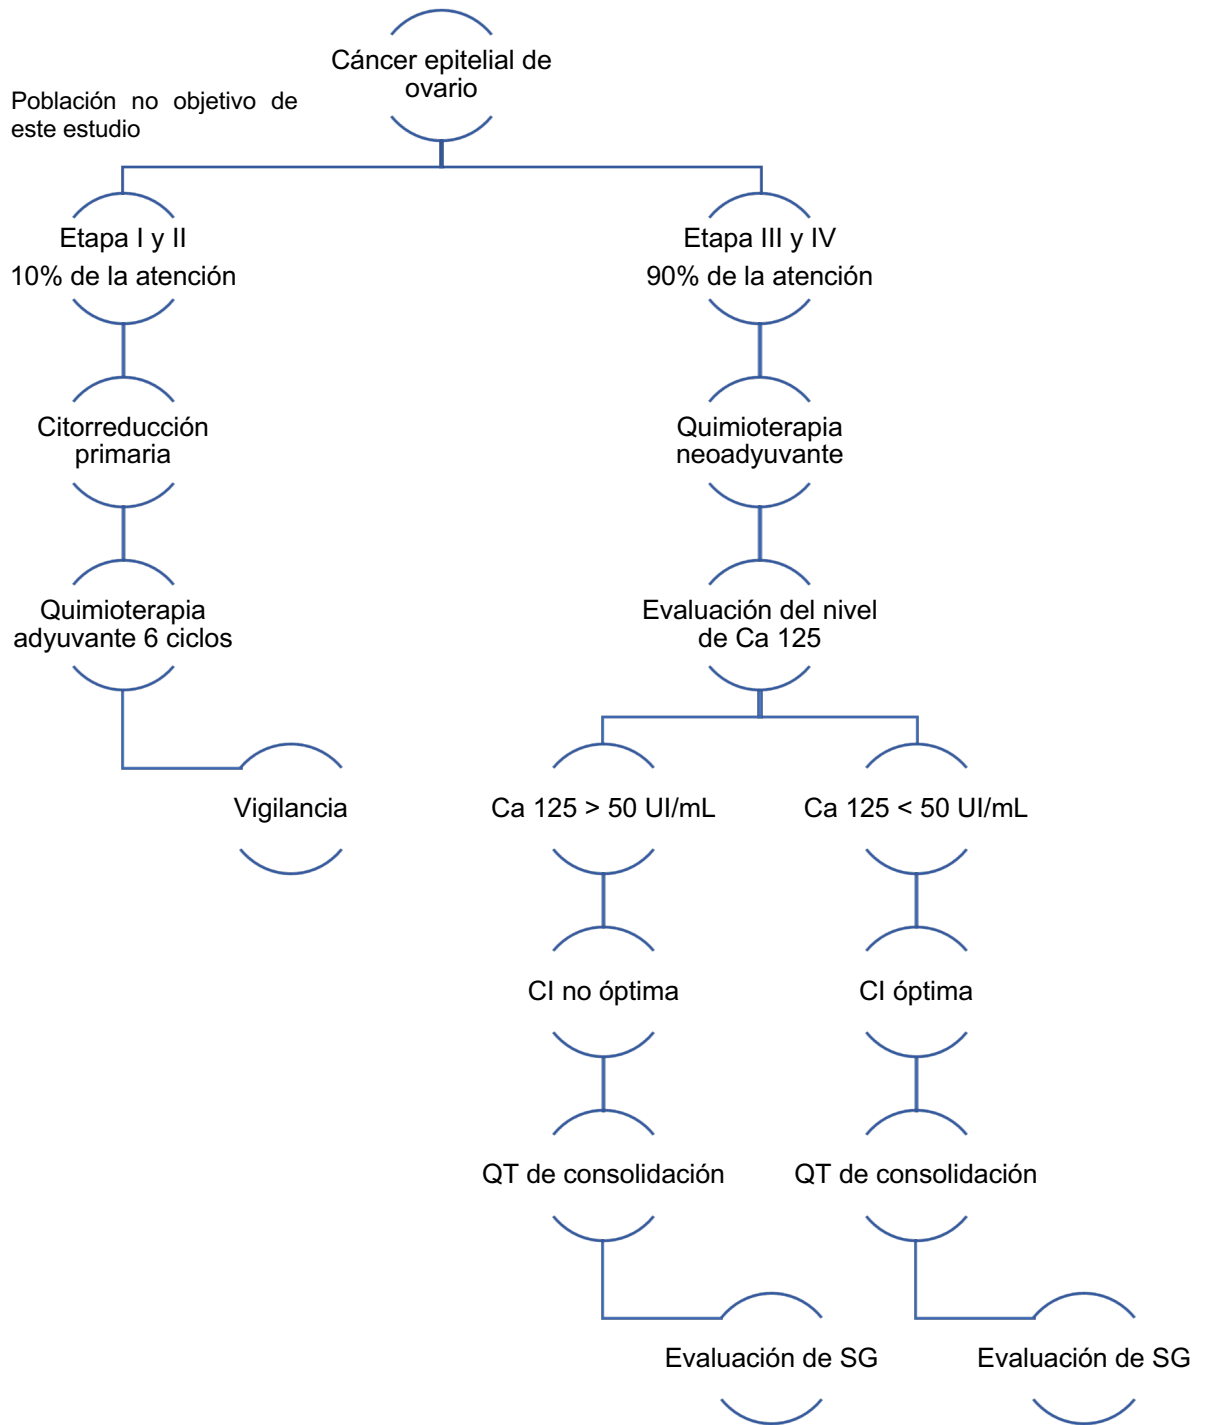 Cáncer epitelial de
ovario
Población no objetivo de
este estudio
Etapa I y II
10% de la atención
Etapa III y IV
90% de la atención
Citorreducción
primaria
Quimioterapia
neoadyuvante
Quimioterapia
adyuvante 6 ciclos
Evaluación del nivel
de Ca 125
Vigilancia
Ca 125 > 50 UI/mL
Ca 125 < 50 UI/mL
CI no óptima
CI óptima
QT de consolidación
QT de consolidación
Evaluación de SG
Evaluación de SG